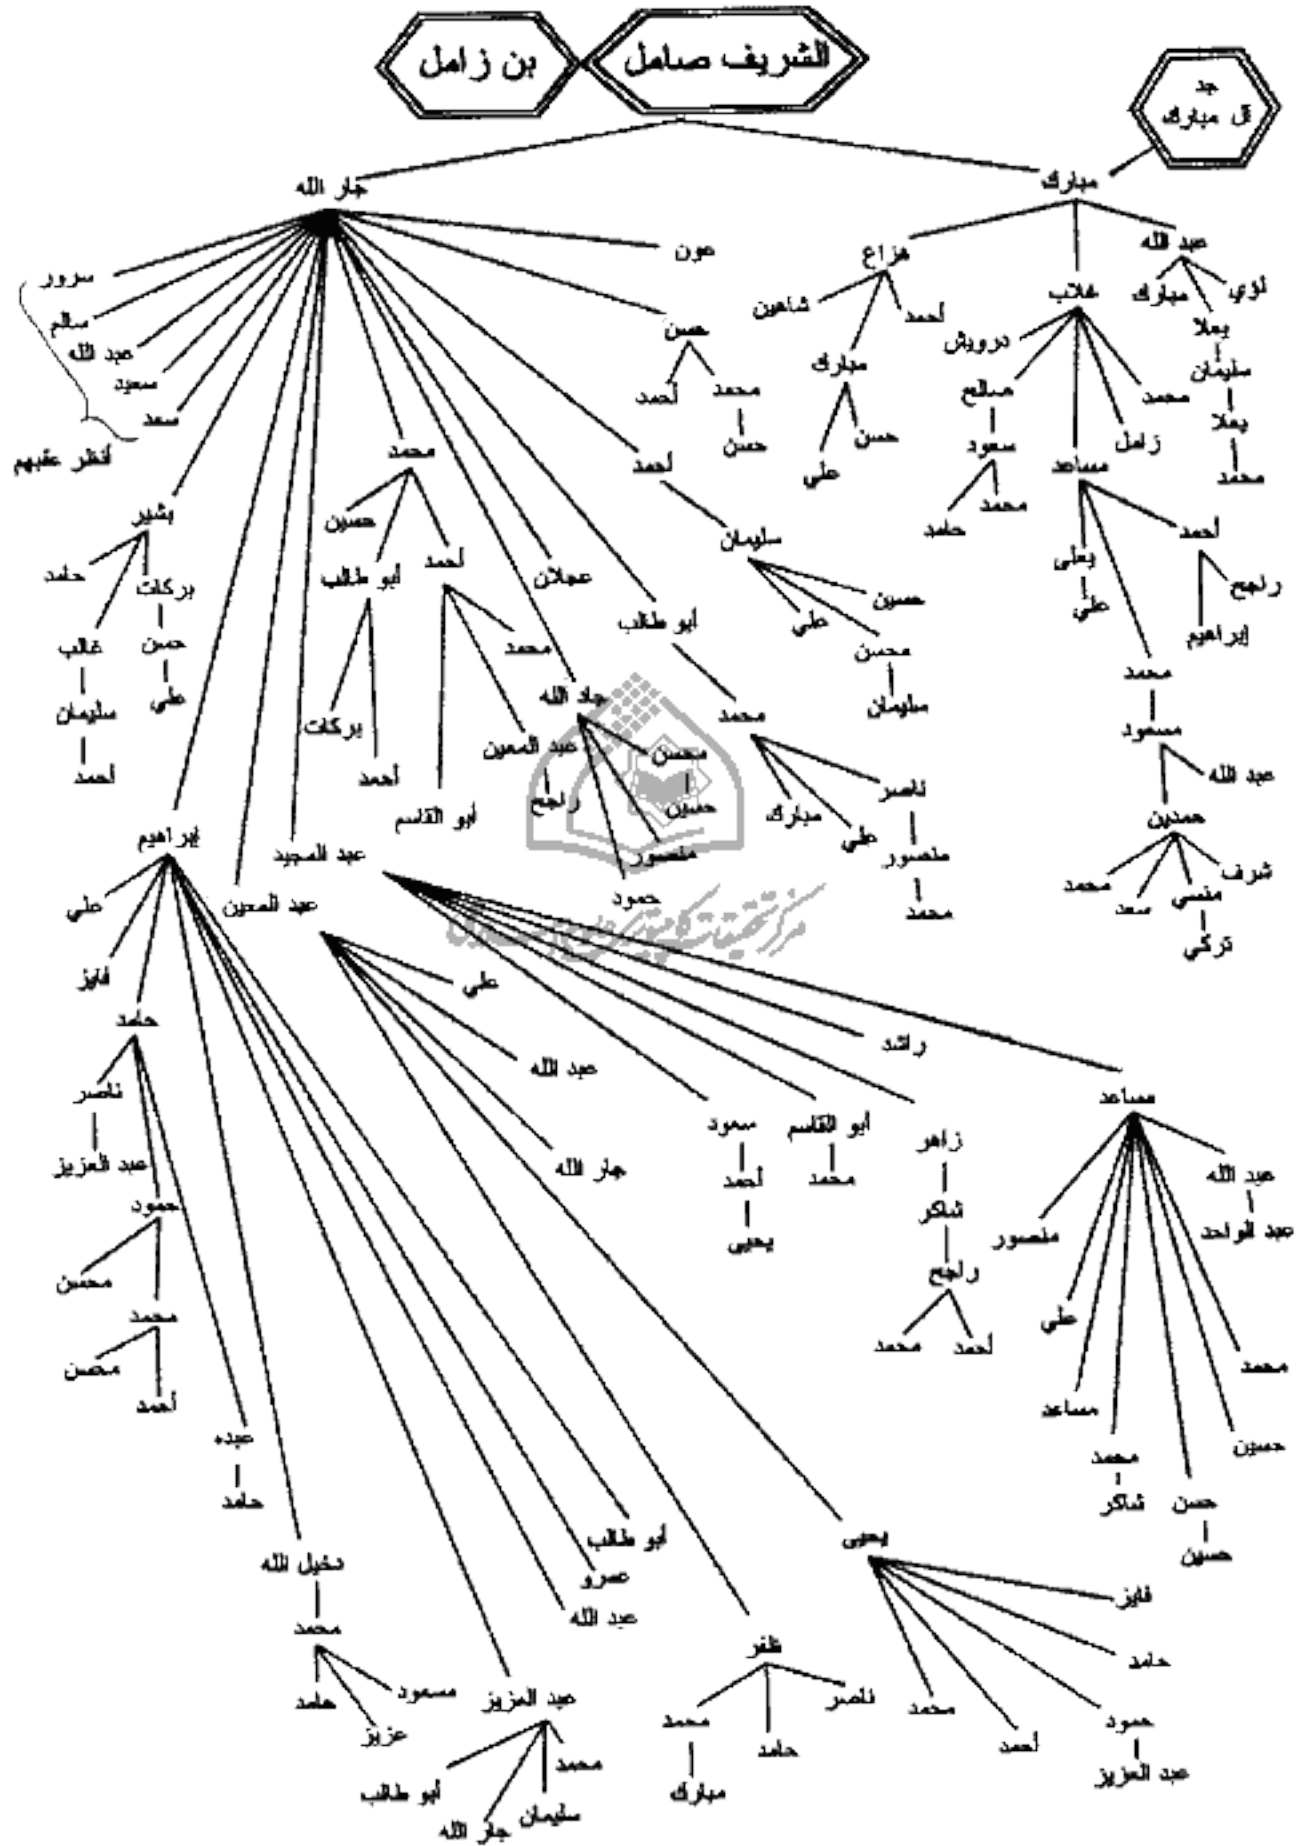 الشريف صامل
بن زامل
جد
آل مبارك
مبارك
جار الله
عبد الله
هزاع
غلاب
عون
لؤي
مبارك
يعلا
سليمان
يعلا
محمد
شاهين
أحمد
مبارك
حسن
علي
درويش
صالح
سعود
محمد
حامد
محمد
زامل
مساعد
أحمد
راجح
إبراهيم
يعلى
علي
محمد
مسعود
عبد الله
حمدين
شرف
منسي
تركي
سعد
محمد
حسن
محمد
أحمد
حسن
أحمد
سليمان
حسين
علي
محسن
سليمان
أبو طالب
محمد
ناصر
منصور
محمد
علي
مبارك
جاد الله
محسن
حسين
منصور
حمود
عجلان
محمد
حسين
أبو طالب
بركات
أحمد
أحمد
محمد
عبد المعين
راجح
أبو القاسم
سرور
سالم
عبد الله
سعيد
سعد
أنظر عقبهم
بشير
حامد
بركات
حسن
علي
غالب
سليمان
أحمد
إبراهيم
عبد المجيد
عبد المعين
علي
فايز
حامد
ناصر
عبد العزيز
حمود
محسن
محمد
محسن
أحمد
عبده
حامد
دخيل الله
محمد
مسعود
حامد
عزيز
عبد العزيز
محمد
سليمان
جار الله
أبو طالب
عبد الله
عمرو
أبو طالب
علي
عبد الله
جار الله
يحيى
فايز
حامد
حمود
عبد العزيز
أحمد
محمد
ظفر
ناصر
حامد
محمد
مبارك
راشد
مساعد
زاهر
شاكر
راجح
أحمد
محمد
أبو القاسم
محمد
سعود
أحمد
يحيى
عبد الله
عبد الواحد
منصور
علي
مساعد
محمد
شاكر
حسن
حسين
حسين
محمد